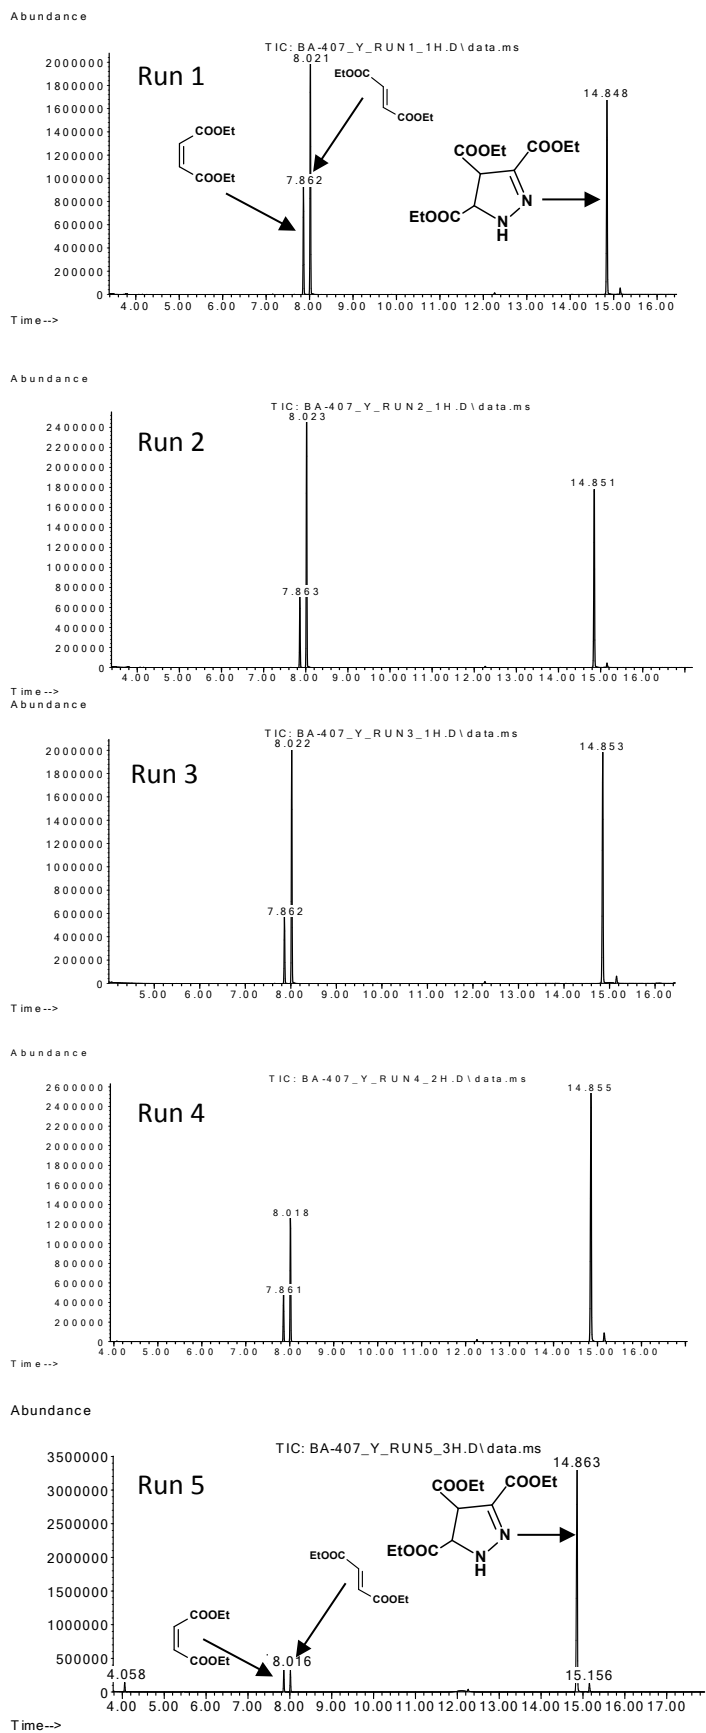 Abundance
TIC: BA-407_Y_RUN1_1H.D\data.ms
8.021
Run 1
EtOOC
COOEt
14.848
COOEt
COOEt
7.862
COOEt
COOEt
EtOOC
N
N
H
2000000
1800000
1600000
1400000
1200000
1000000
800000
600000
400000
200000
0
4.00 5.00 6.00 7.00 8.00 9.00 10.00 11.00 12.00 13.00 14.00 15.00 16.00
Time-->
Abundance
TIC: BA-407_Y_RUN2_1H.D\data.ms
8.023
Run 2
14.851
7.863
2400000
2200000
2000000
1800000
1600000
1400000
1200000
1000000
800000
600000
400000
200000
0
4.00 5.00 6.00 7.00 8.00 9.00 10.00 11.00 12.00 13.00 14.00 15.00 16.00
Time-->
Abundance
TIC: BA-407_Y_RUN3_1H.D\data.ms
8.022
14.853
Run 3
7.862
2000000
1800000
1600000
1400000
1200000
1000000
800000
600000
400000
200000
0
5.00 6.00 7.00 8.00 9.00 10.00 11.00 12.00 13.00 14.00 15.00 16.00
Time-->
Abundance
TIC: BA-407_Y_RUN4_2H.D\data.ms
14.855
Run 4
8.018
7.861
2600000
2400000
2200000
2000000
1800000
1600000
1400000
1200000
1000000
800000
600000
400000
200000
0
4.00 5.00 6.00 7.00 8.00 9.00 10.00 11.00 12.00 13.00 14.00 15.00 16.00
Time-->
Abundance
TIC: BA-407_Y_RUN5_3H.D\data.ms
14.863
Run 5
COOEt
COOEt
EtOOC
N
N
H
EtOOC
COOEt
COOEt
COOEt
8.016
4.058
15.156
3500000
3000000
2500000
2000000
1500000
1000000
500000
0
4.00 5.00 6.00 7.00 8.00 9.00 10.00 11.00 12.00 13.00 14.00 15.00 16.00 17.00
Time-->